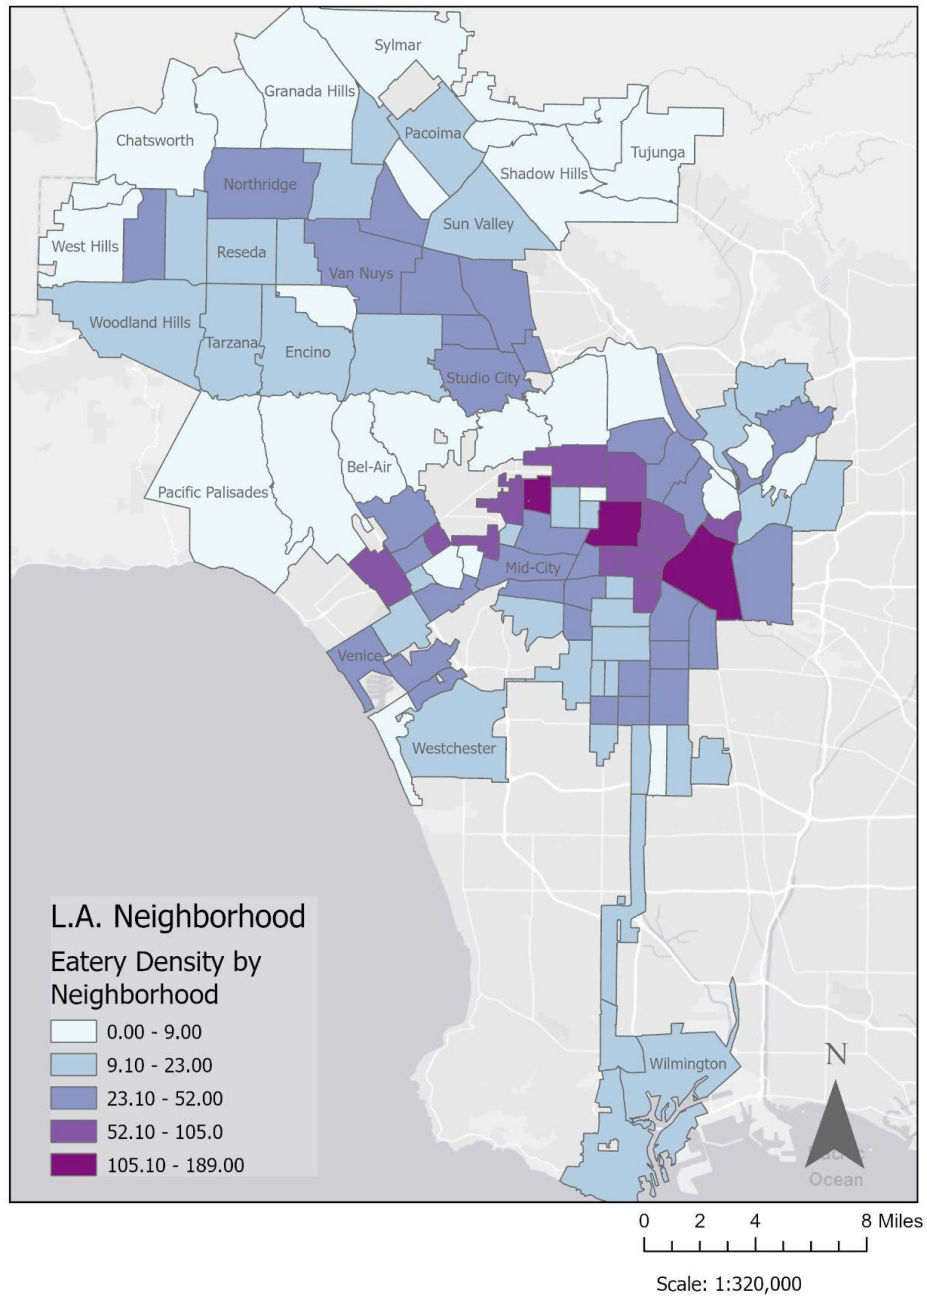 Sylmar
Granada Hills
Chatsworth
Pacoima
Tujunga
Shadow Hills
Northridge
Sun Valley
West Hills
Reseda
Van Nuys
Woodland Hills
Tarzana
Encino
Studio City
Bel-Air
Pacific Palisades
Mid-City
Venice
Westchester
L.A. Neighborhood
Eatery Density by
Neighborhood
0.00 - 9.00
9.10 - 23.00
23.10 - 52.00
52.10 - 105.0
105.10 - 189.00
Wilmington
N
Ocean
0 2 4 8 Miles
Scale: 1:320,000